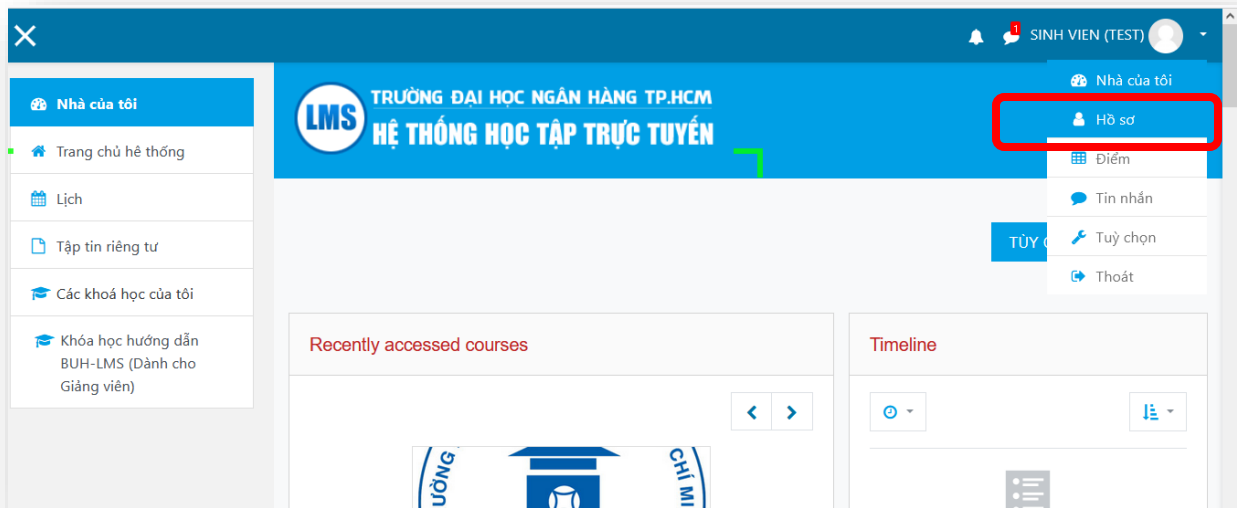 1
SINH VIEN (TEST)
Nhà của tôi
Hồ sơ
Điểm
Tin nhắn
Tuỳ chọn
Thoát
Nhà của tôi
Trang chủ hệ thống
Lịch
Tập tin riêng tư
Các khoá học của tôi
Khóa học hướng dẫn
BUH-LMS (Dành cho
Giảng viên)
LMS
TRƯỜNG ĐẠI HỌC NGÂN HÀNG TP.HCM
HỆ THỐNG HỌC TẬP TRỰC TUYẾN
TÙY
Recently accessed courses
Timeline
CHÍ MI